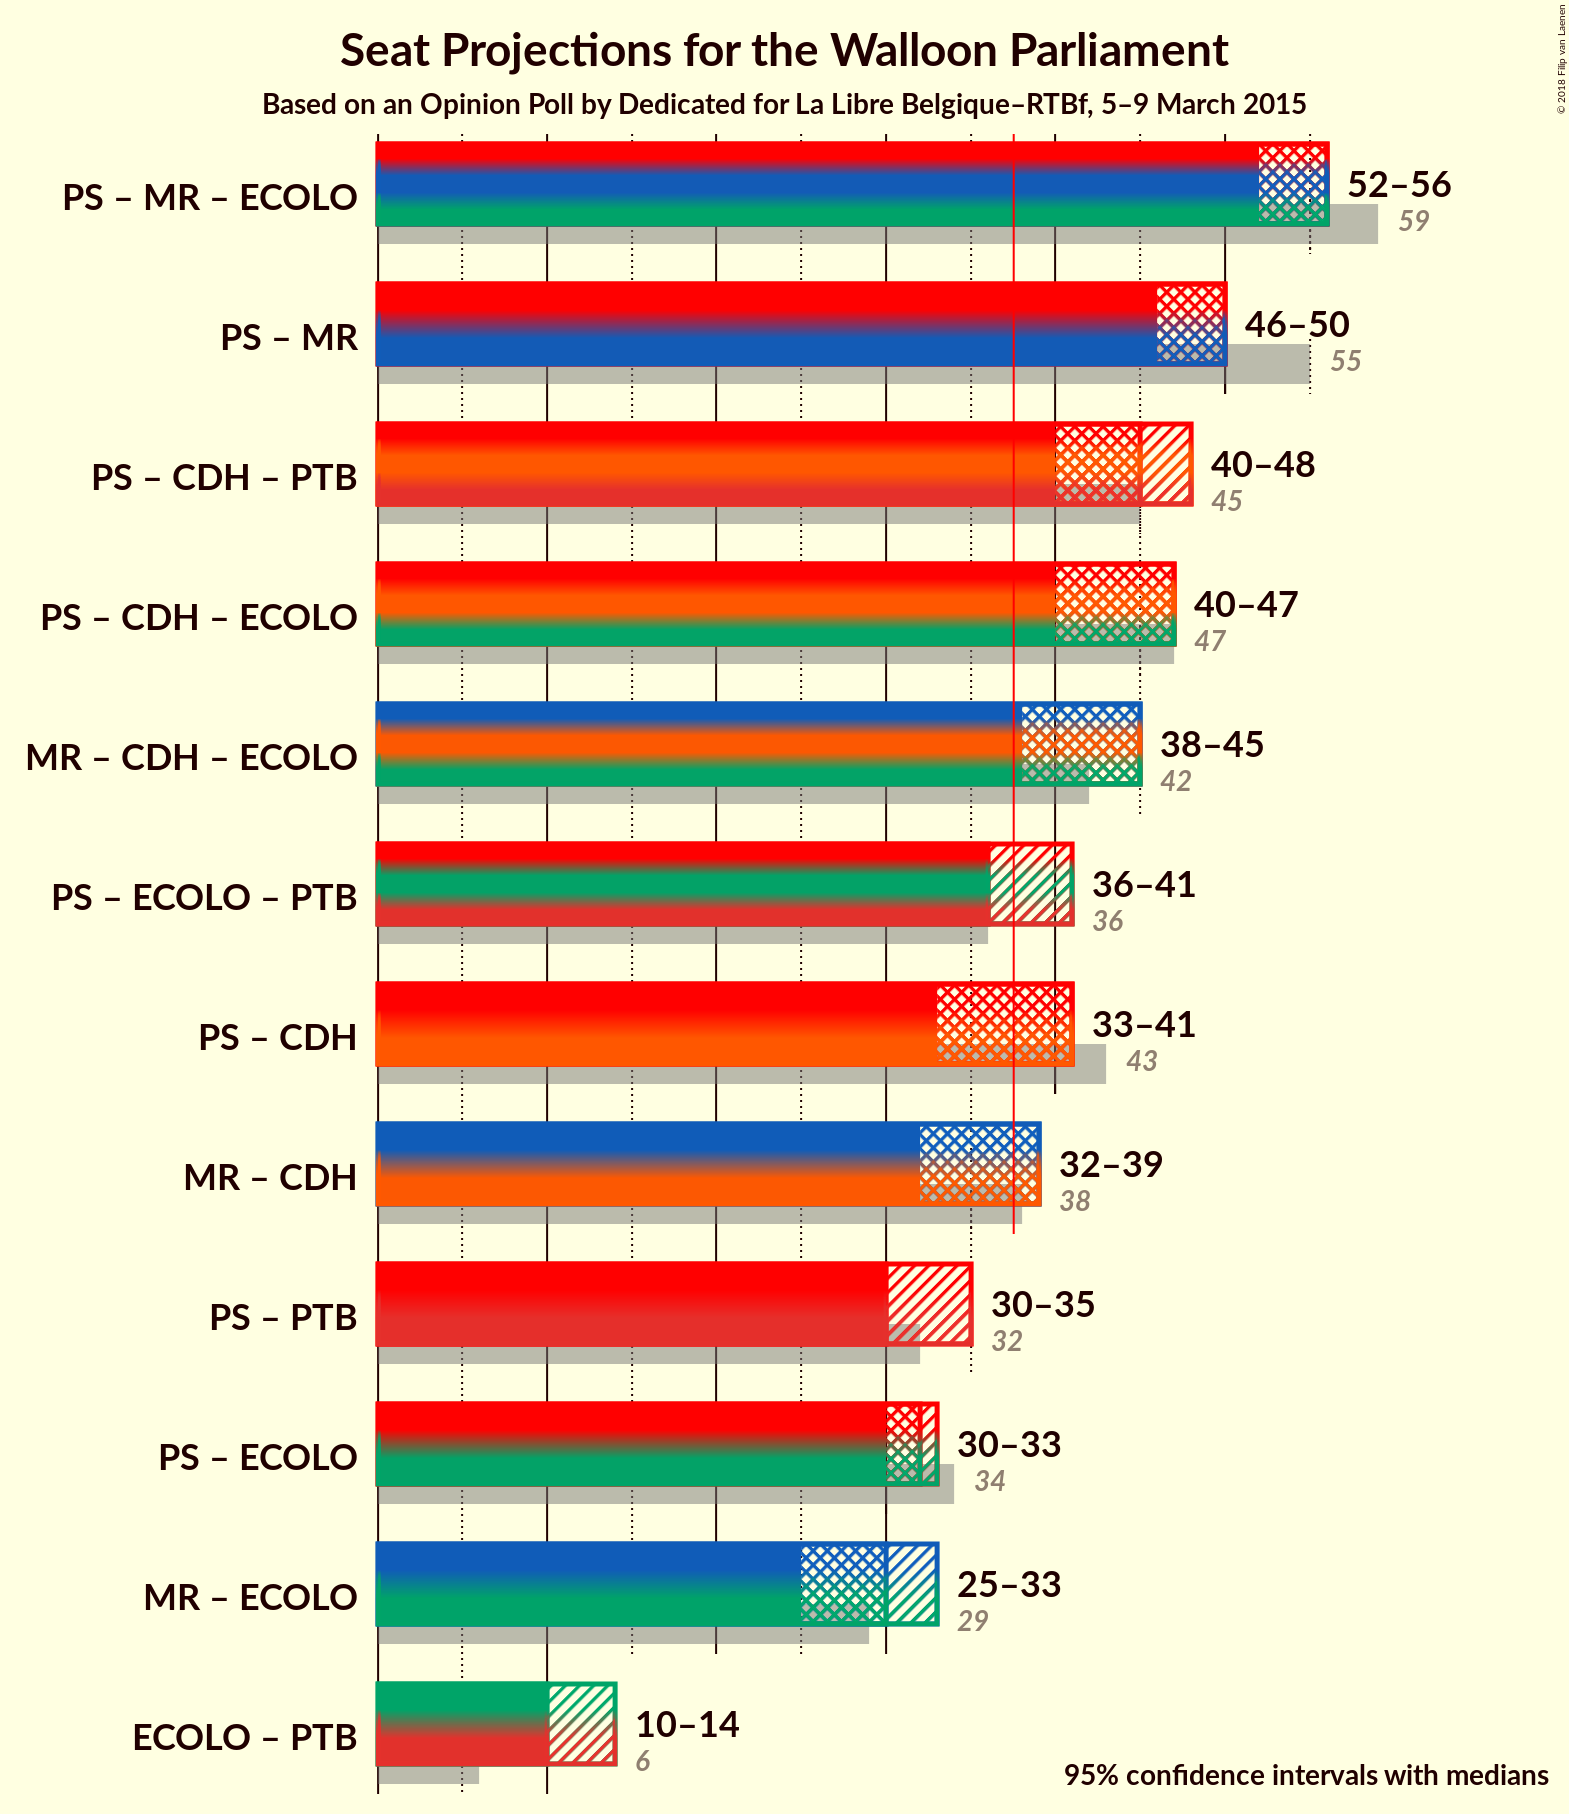 Seat Projections for the Walloon Parliament
Based on an Opinion Poll by Dedicated for La Libre Belgique–RTBf, 5–9 March 2015
© 2018 Filip van Laenen
PS – MR – ECOLO
52–56
59
PS – MR
46–50
55
PS – CDH – PTB
40–48
45
PS – CDH – ECOLO
40–47
47
MR – CDH – ECOLO
38–45
42
PS – ECOLO – PTB
36–41
36
PS – CDH
33–41
43
MR – CDH
32–39
38
PS – PTB
30–35
32
PS – ECOLO
30–33
34
MR – ECOLO
25–33
29
ECOLO – PTB
10–14
6
95% confidence intervals with medians